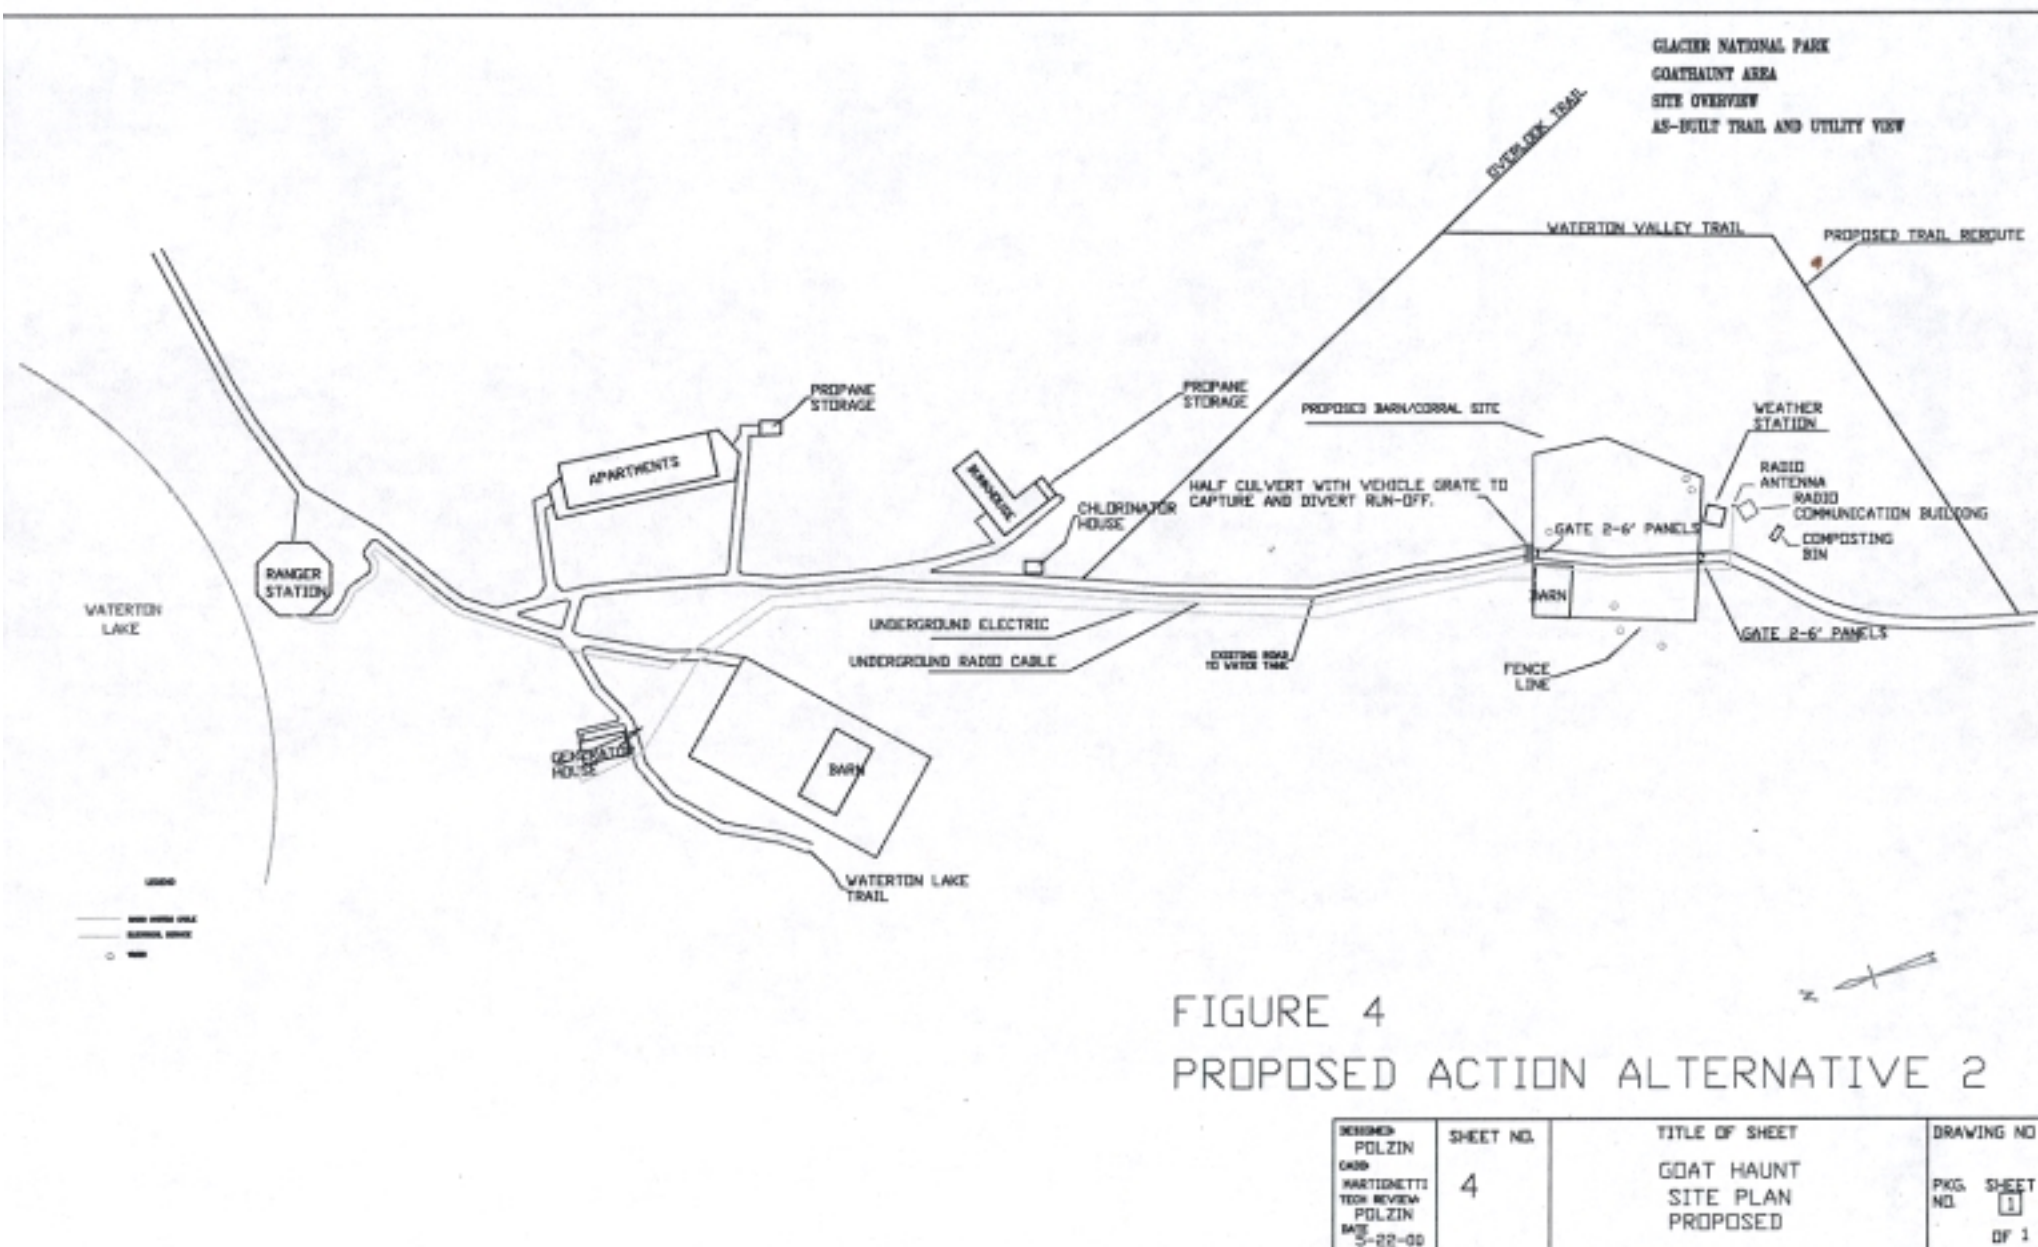 GLACIER NATIONAL PARK
GOATHAUNT AREA
SITE OVERVIEW
AS-BUILT TRAIL AND UTILITY VIEW
OVERLOOK TRAIL
WATERTON VALLEY TRAIL
PROPOSED TRAIL REROUTE
PROPANE
STORAGE
PROPANE
STORAGE
PROPOSED BARN/CORRAL SITE
WEATHER
STATION
APARTMENTS
BUNKHOUSE
RADIO
ANTENNA
RADIO
COMMUNICATION BUILDING
HALF CULVERT WITH VEHICLE GRATE TO
CAPTURE AND DIVERT RUN-OFF.
CHLORINATOR
HOUSE
GATE 2-6' PANELS
COMPOSTING
BIN
RANGER
STATION
WATERTON
LAKE
BARN
UNDERGROUND ELECTRIC
UNDERGROUND RADIO CABLE
EXISTING ROAD
TO WATER TANK
GATE 2-6' PANELS
FENCE
LINE
GENERATOR
HOUSE
BARN
WATERTON LAKE
TRAIL
LEGEND
N
FIGURE 4
PROPOSED ACTION ALTERNATIVE 2
DESIGNED:
POLZIN
CADD:
MARTIGNETTI
TECH REVIEW:
POLZIN
DATE
5-22-00
SHEET NO.
4
TITLE OF SHEET
GOAT HAUNT
SITE PLAN
PROPOSED
DRAWING NO
PKG. SHEET
NO. 1
OF 1